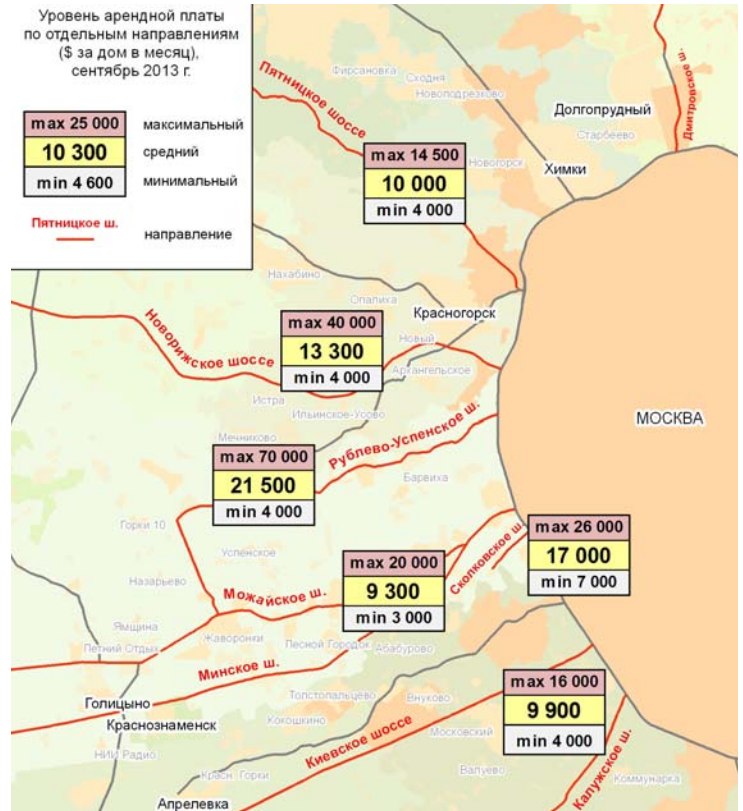 Уровень арендной платы
по отдельным направлениям
($ за дом в месяц),
сентябрь 2013 г.
max 25 000 максимальный
10 300 средний
min 4 600 минимальный
Пятницкое ш. направление
Пятницкое шоссе
Фирсановка
Сходня
Новоподрезково
Долгопрудный
Старбеево
Дмитровское ш.
Химки
Новогорск
max 14 500
10 000
min 4 000
Нахабино
Опалиха
Красногорск
Новорижское шоссе
max 40 000
13 300
min 4 000
Новый
Архангельское
Истра
Ильинское-Усово
МОСКВА
Мечниково
Рублево-Успенское ш.
max 70 000
21 500
min 4 000
Барвиха
Горки 10
Успенское
Назарьево
Сколковское ш.
max 26 000
17 000
min 7 000
max 20 000
9 300
min 3 000
Можайское ш.
Ямщина
Летний Отдых
Жаворонки
Лесной Городок
Абабурово
Минское ш.
Голицыно
Краснознаменск
Толстопальцево
Внуково
Кокошкино
max 16 000
9 900
min 4 000
Киевское шоссе
Московский
НИИ Радио
Красн. Горки
Валуево
Калужское ш.
Коммунарка
Апрелевка